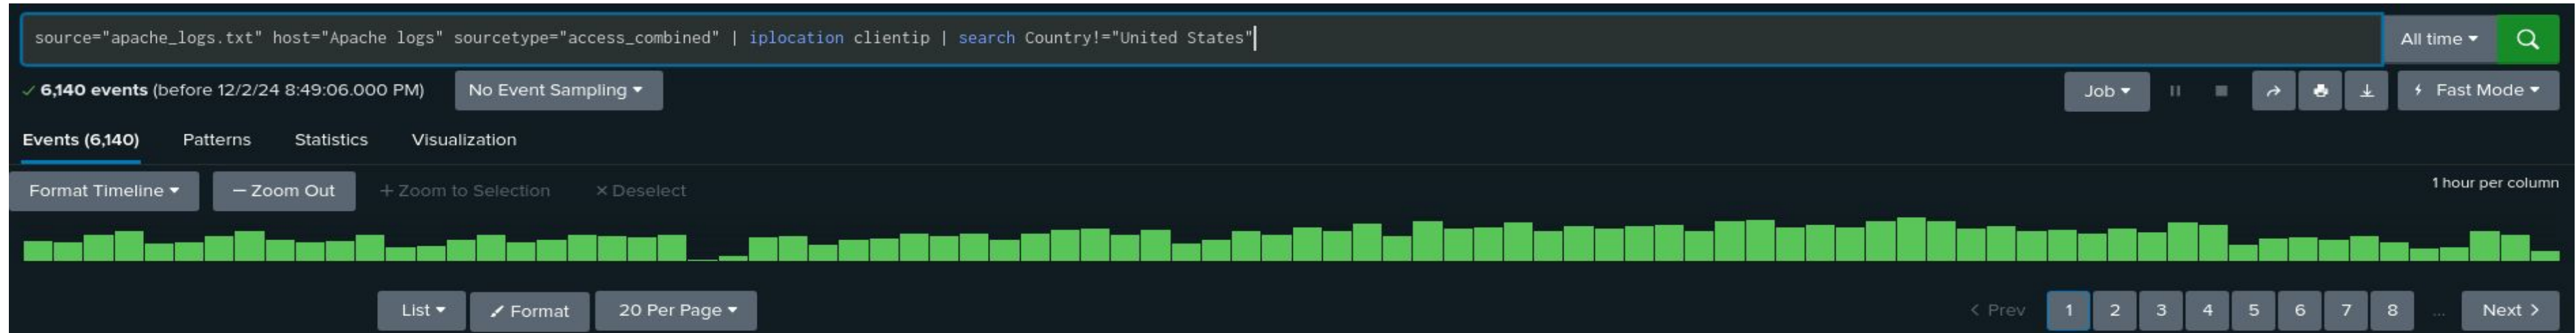 source="apache_logs.txt" host="Apache logs" sourcetype="access_combined" | iplocation clientip | search Country!="United States"
All time
6,140 events (before 12/2/24 8:49:06.000 PM)
No Event Sampling
Job
Fast Mode
Events (6,140)
Patterns
Statistics
Visualization
Format Timeline
— Zoom Out
+ Zoom to Selection
× Deselect
1 hour per column
List
Format
20 Per Page
< Prev
1
2
3
4
5
6
7
8
...
Next >